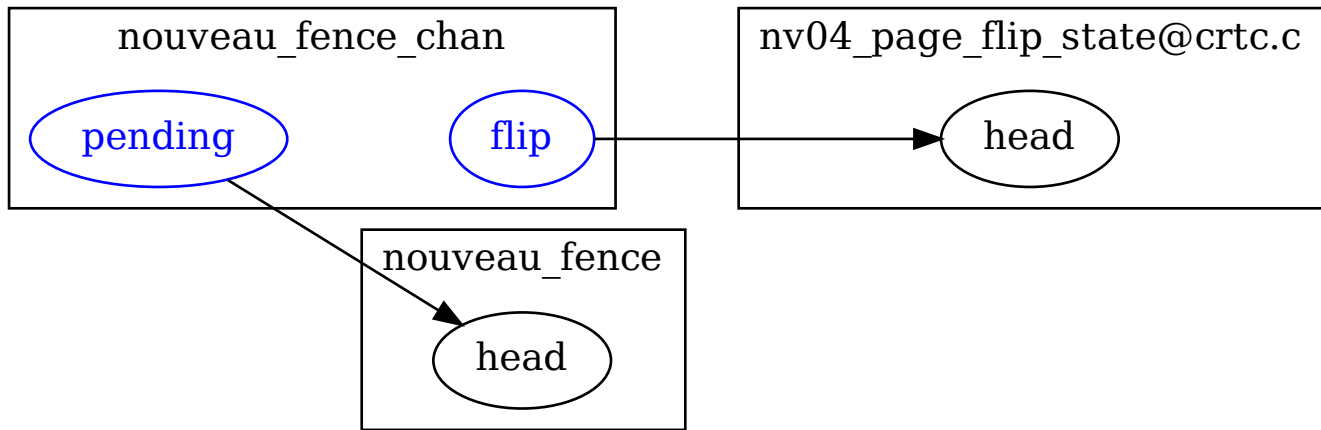 nouveau_fence_chan
pending
flip
nv04_page_flip_state@crtc.c
head
nouveau_fence
head